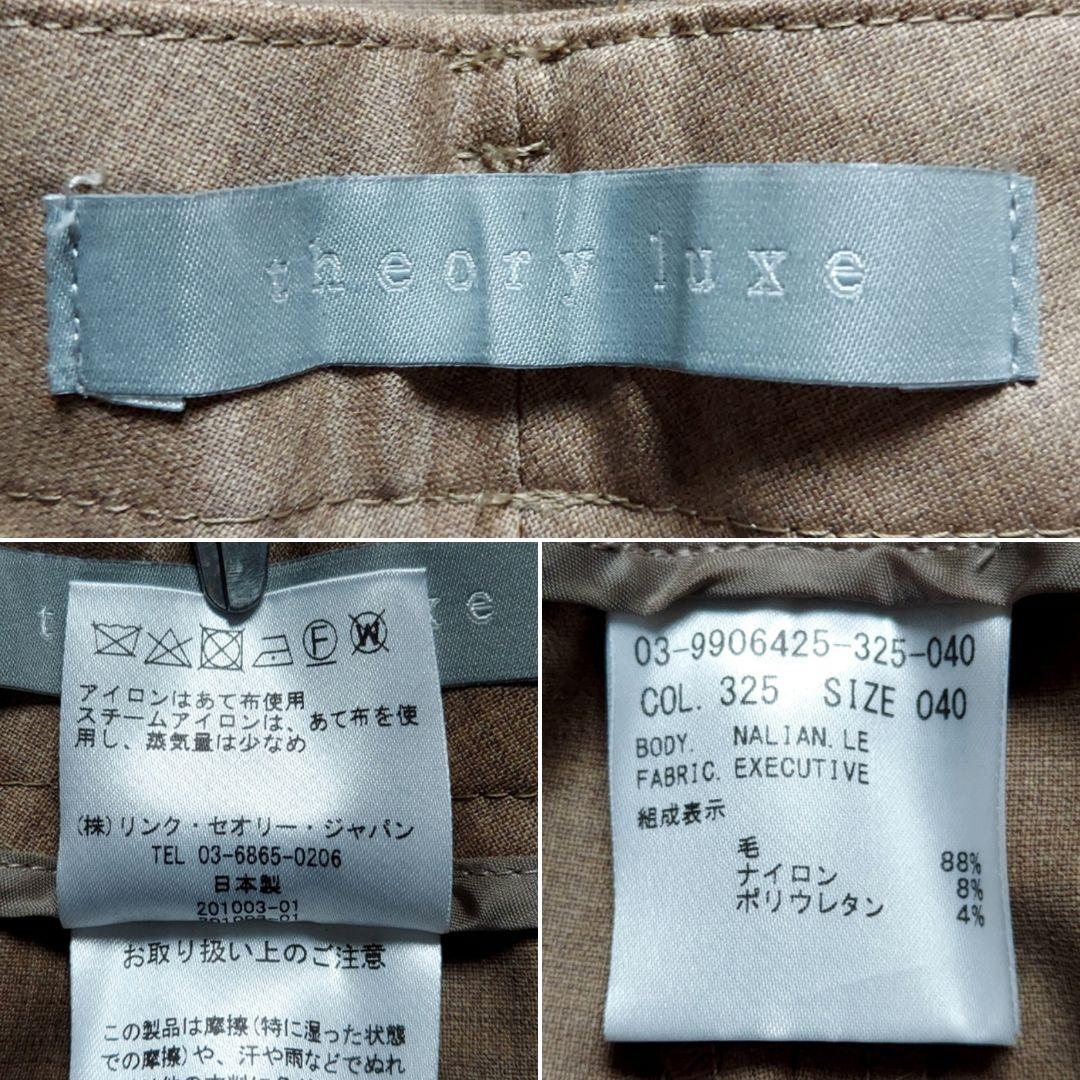 theory luxe
t
x e
F
W
アイロンはあて布使用
スチームアイロンは、あて布を使
用し、蒸気量は少なめ
(株)リンク・セオリー・ジャパン
TEL 03-6865-0206
日本製
201003-01
201003-01
お取り扱い上のご注意
この製品は摩擦(特に湿った状態
での摩擦)や、汗や雨などでぬれ
03-9906425-325-040
COL. 325 SIZE 040
BODY. NALIAN.LE
FABRIC. EXECUTIVE
組成表示
毛 88%
ナイロン 8%
ポリウレタン 4%